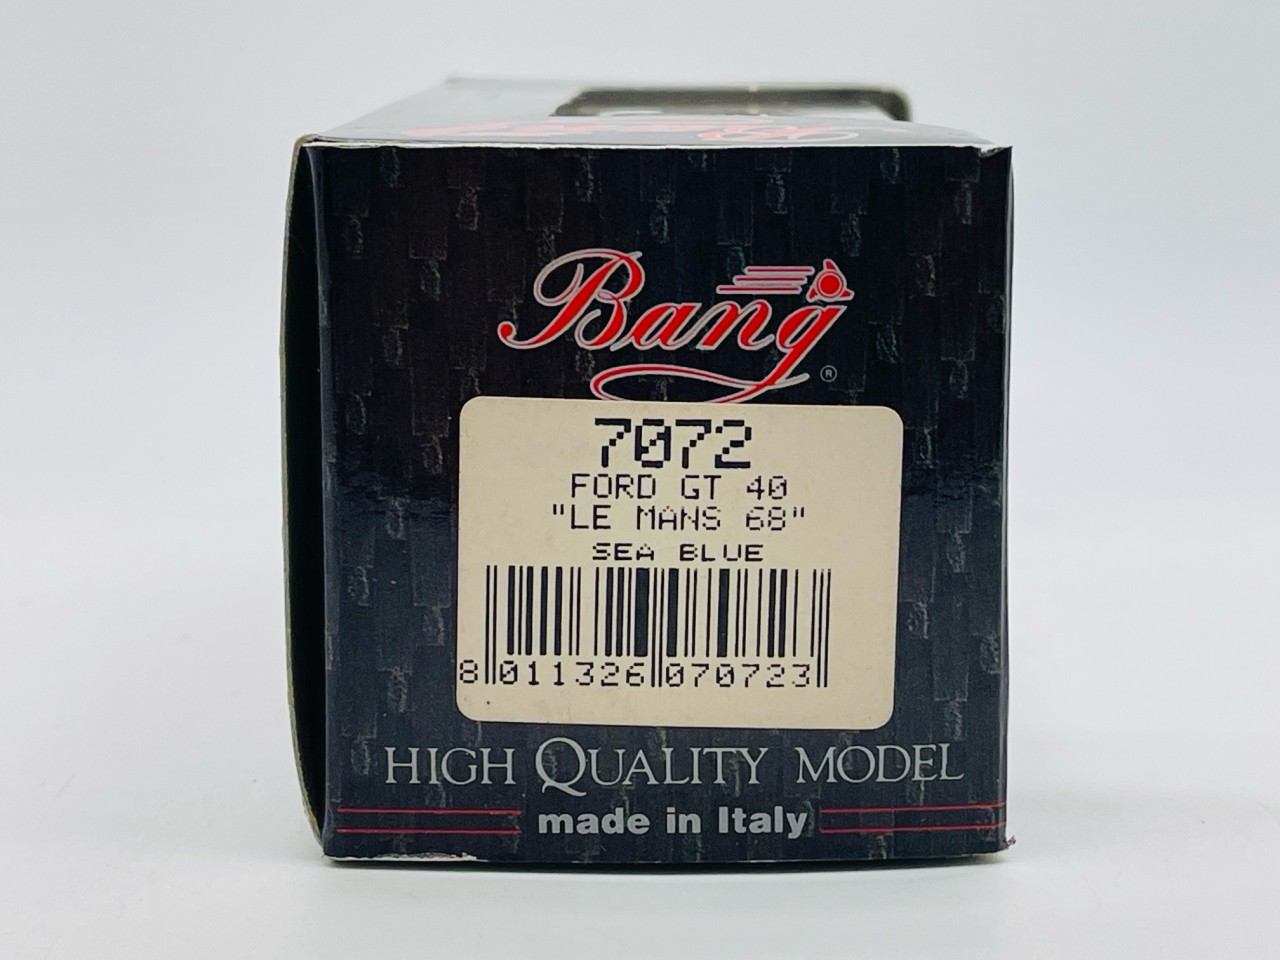 Bang
®
7072
FORD GT 40
"LE MANS 68"
SEA BLUE
8 011326 070723
HIGH QUALITY MODEL
made in Italy